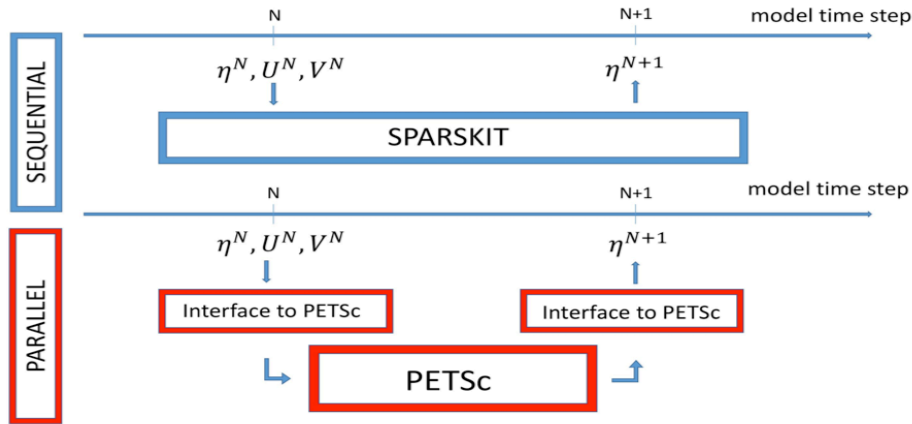 N N+1 model time step
SEQUENTIAL
η^N, U^N, V^N η^{N+1}
SPARSKIT
N N+1 model time step
PARALLEL
η^N, U^N, V^N η^{N+1}
Interface to PETSc Interface to PETSc
PETSc